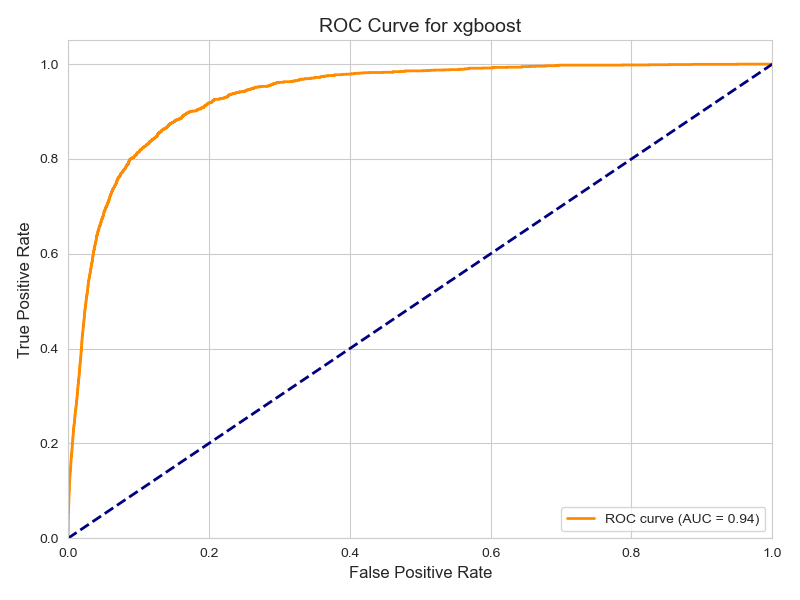 ROC Curve for xgboost
True Positive Rate
1.0
0.8
0.6
0.4
0.2
0.0
0.0 0.2 0.4 0.6 0.8 1.0
False Positive Rate
ROC curve (AUC = 0.94)